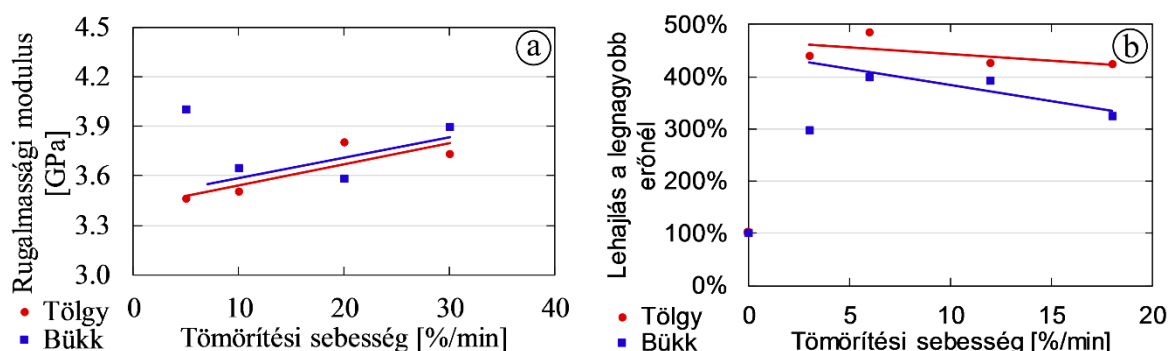 4.5
4.2
3.9
3.6
3.3
3.0
0
10
20
30
40
Rugalmassági modulus
[GPa]
Tömörítési sebesség [%/min]
Tölgy
Bükk
a
500%
400%
300%
200%
100%
0%
0
5
10
15
20
Lehajlás a legnagyobb
erőnél
Tömörítési sebesség [%/min]
Tölgy
Bükk
b